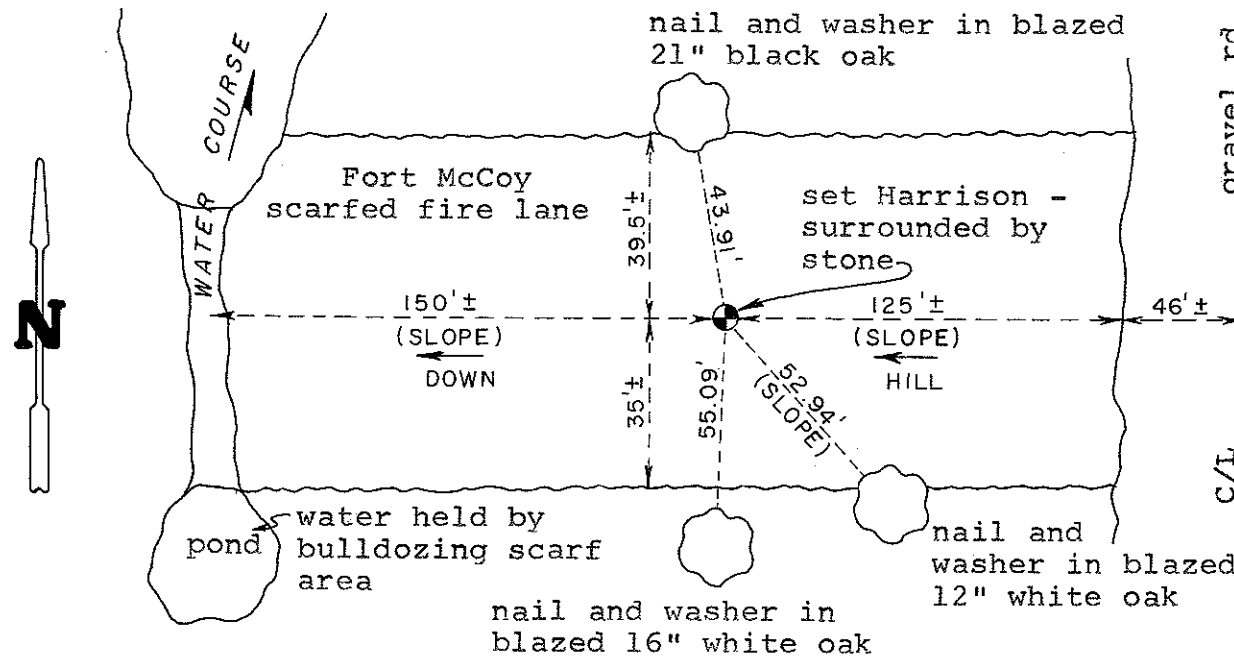 nail and washer in blazed
21" black oak
gravel rd
WATER COURSE
Fort McCoy
scarfed fire lane
39.5'±
43.91'
set Harrison -
surrounded by
stone
N
150'±
(SLOPE)
DOWN
125'±
(SLOPE)
HILL
46'±
35'±
55.09'
52.94'
(SLOPE)
C/L
pond
water held by
bulldozing scarf
area
nail and
washer in blazed
12" white oak
nail and washer in
blazed 16" white oak